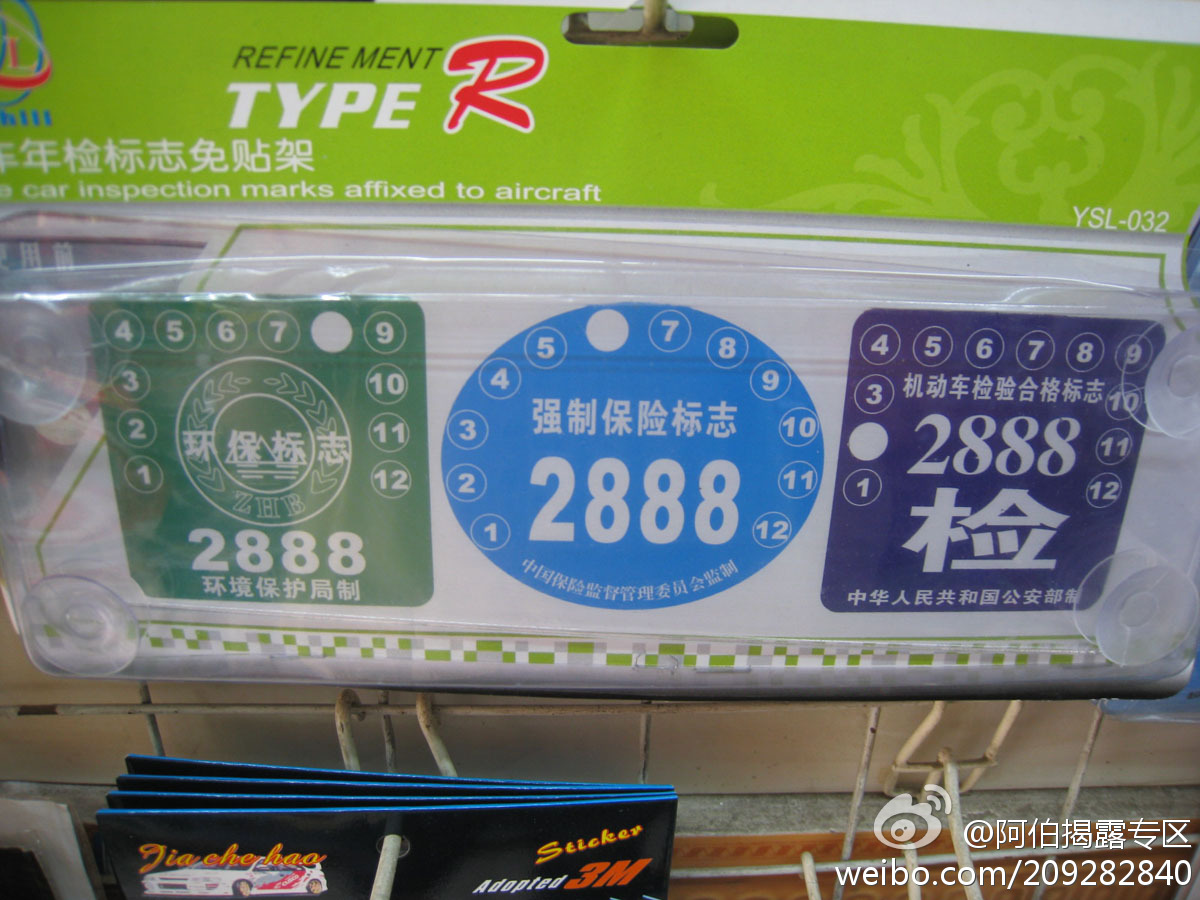 REFINE MENT
TYPE R
hill
车年检标志免贴架
e car inspection marks affixed to aircraft
YSL-032
使用前
4 5 6 7 9
3 10
2 11
1 12
环保标志
ZHB
2888
环境保护局制
7
5 8
4 9
3 10
2 11
1 12
强制保险标志
2888
中国保险监督管理委员会监制
4 5 6 7 8 9
3 10
11
1 12
机动车检验合格标志
2888
检
中华人民共和国公安部制
Jia che hao
Sticker
Adopted 3M
@阿伯揭露专区
weibo.com/209282840